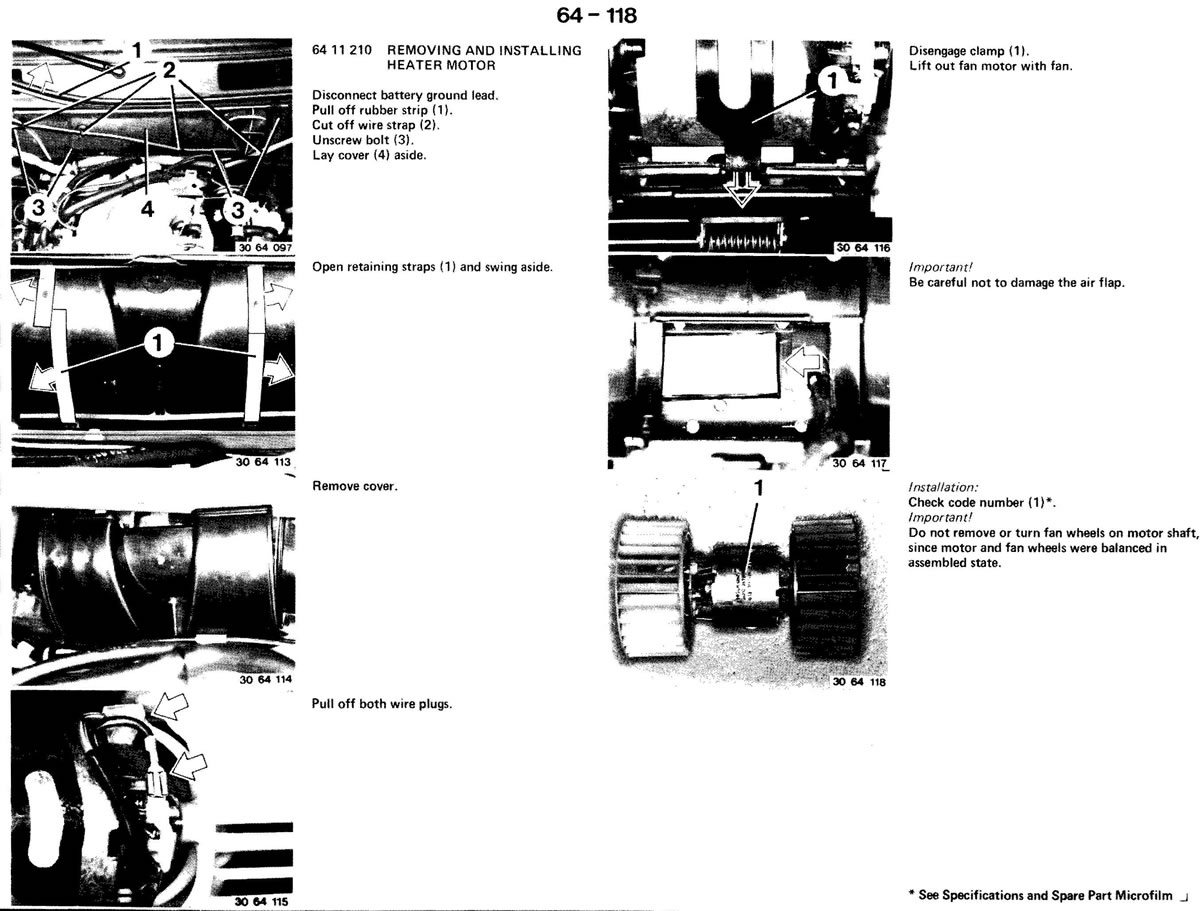 64 – 118
64 11 210 REMOVING AND INSTALLING
HEATER MOTOR
Disconnect battery ground lead.
Pull off rubber strip (1).
Cut off wire strap (2).
Unscrew bolt (3).
Lay cover (4) aside.
1
2
3
4
3
30 64 097
Open retaining straps (1) and swing aside.
1
30 64 113
Remove cover.
30 64 114
Pull off both wire plugs.
30 64 115
Disengage clamp (1).
Lift out fan motor with fan.
1
30 64 116
Important!
Be careful not to damage the air flap.
30 64 117
Installation:
Check code number (1)*.
Important!
Do not remove or turn fan wheels on motor shaft,
since motor and fan wheels were balanced in
assembled state.
1
30 64 118
* See Specifications and Spare Part Microfilm